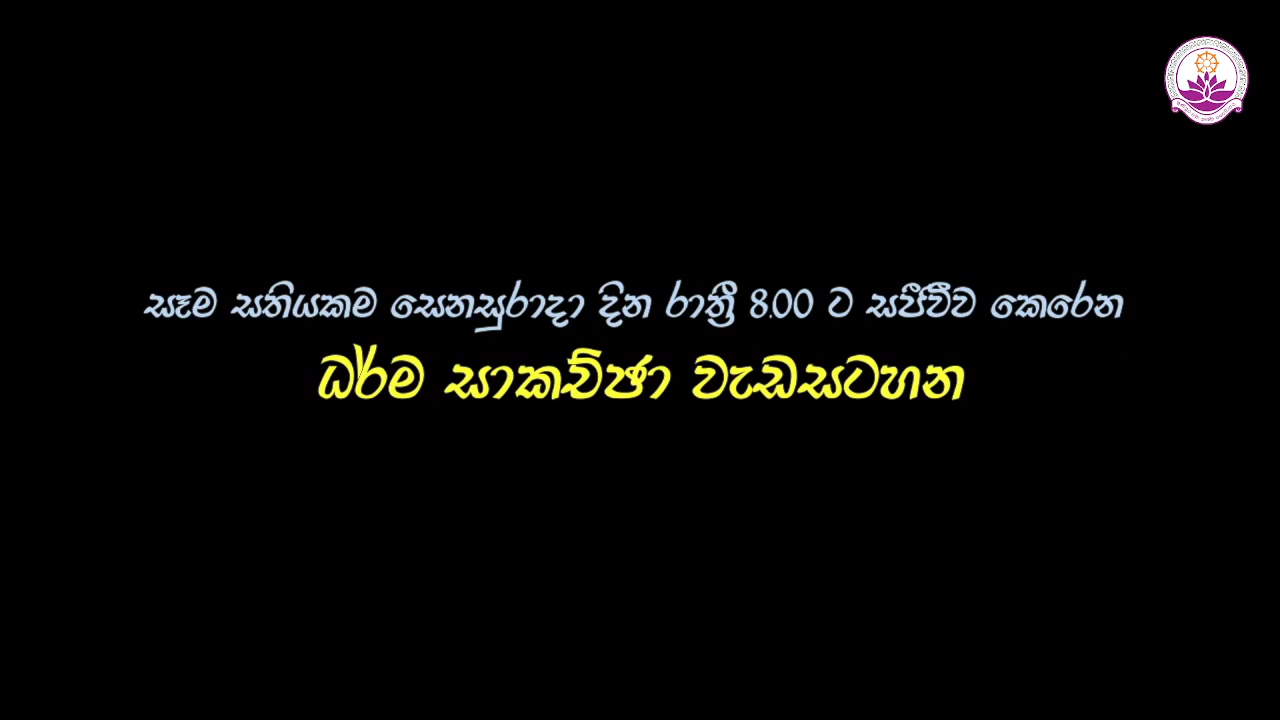 සෑම සතියකම සෙනසුරාදා දින රාත්‍රී 8.00 ට සජීවීව කෙරෙන
ධර්ම සාකච්ඡා වැඩසටහන